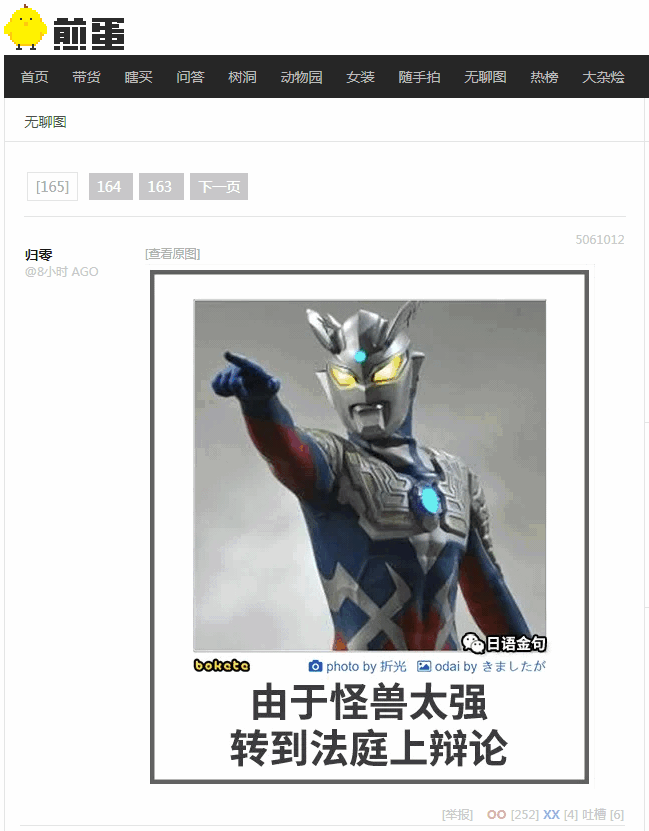 煎蛋
首页 带货 瞎买 问答 树洞 动物园 女装 随手拍 无聊图 热榜 大杂烩
无聊图
[165] 164 163 下一页
5061012
归零 [查看原图]
@8小时 AGO
日语金句
boketa photo by 折光 odai by きましたが
由于怪兽太强
转到法庭上辩论
[举报] OO [252] XX [4] 吐槽 [6]